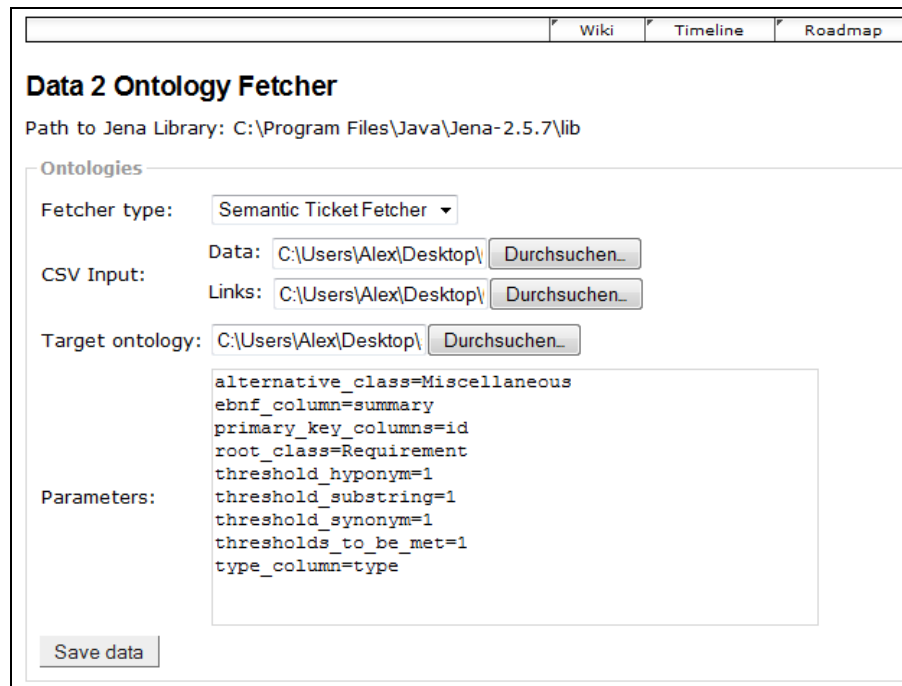 Wiki Timeline Roadmap
Data 2 Ontology Fetcher
Path to Jena Library: C:\Program Files\Java\Jena-2.5.7\lib
Ontologies
Fetcher type: Semantic Ticket Fetcher
CSV Input:
Data: C:\Users\Alex\Desktop\ Durchsuchen...
Links: C:\Users\Alex\Desktop\ Durchsuchen...
Target ontology: C:\Users\Alex\Desktop\ Durchsuchen...
Parameters:
alternative_class=Miscellaneous
ebnf_column=summary
primary_key_columns=id
root_class=Requirement
threshold_hyponym=1
threshold_substring=1
threshold_synonym=1
thresholds_to_be_met=1
type_column=type
Save data